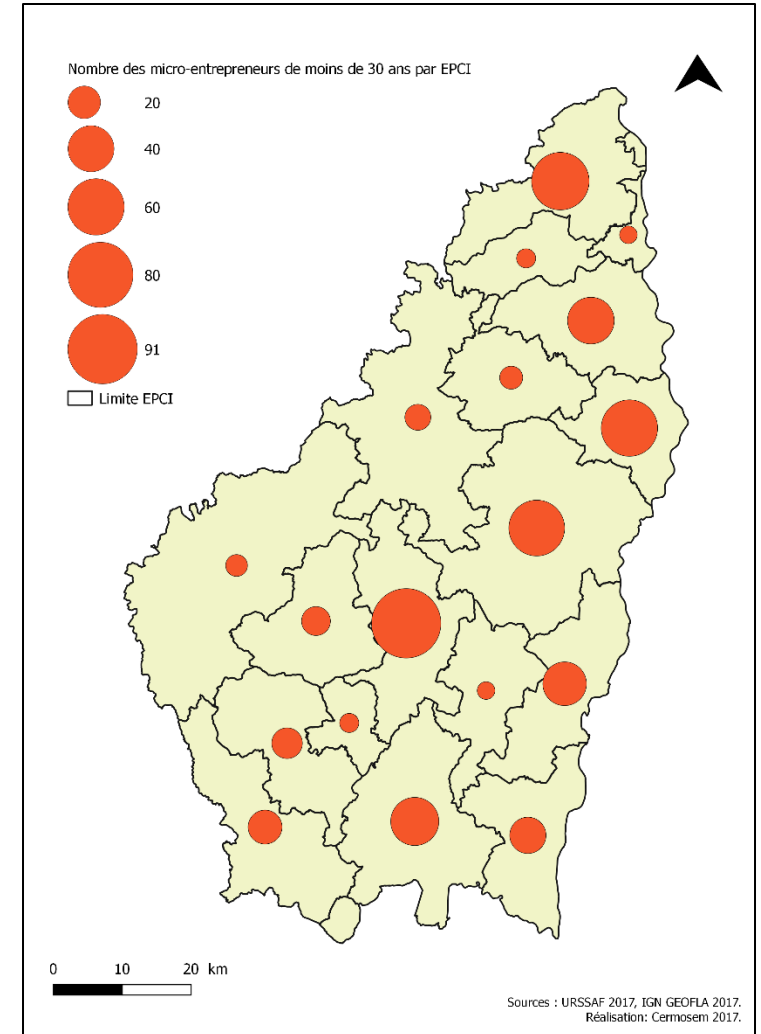 Nombre des micro-entrepreneurs de moins de 30 ans par EPCI
20
40
60
80
91
Limite EPCI
0 10 20 km
Sources : URSSAF 2017, IGN GEOFLA 2017.
Réalisation: Cermosem 2017.